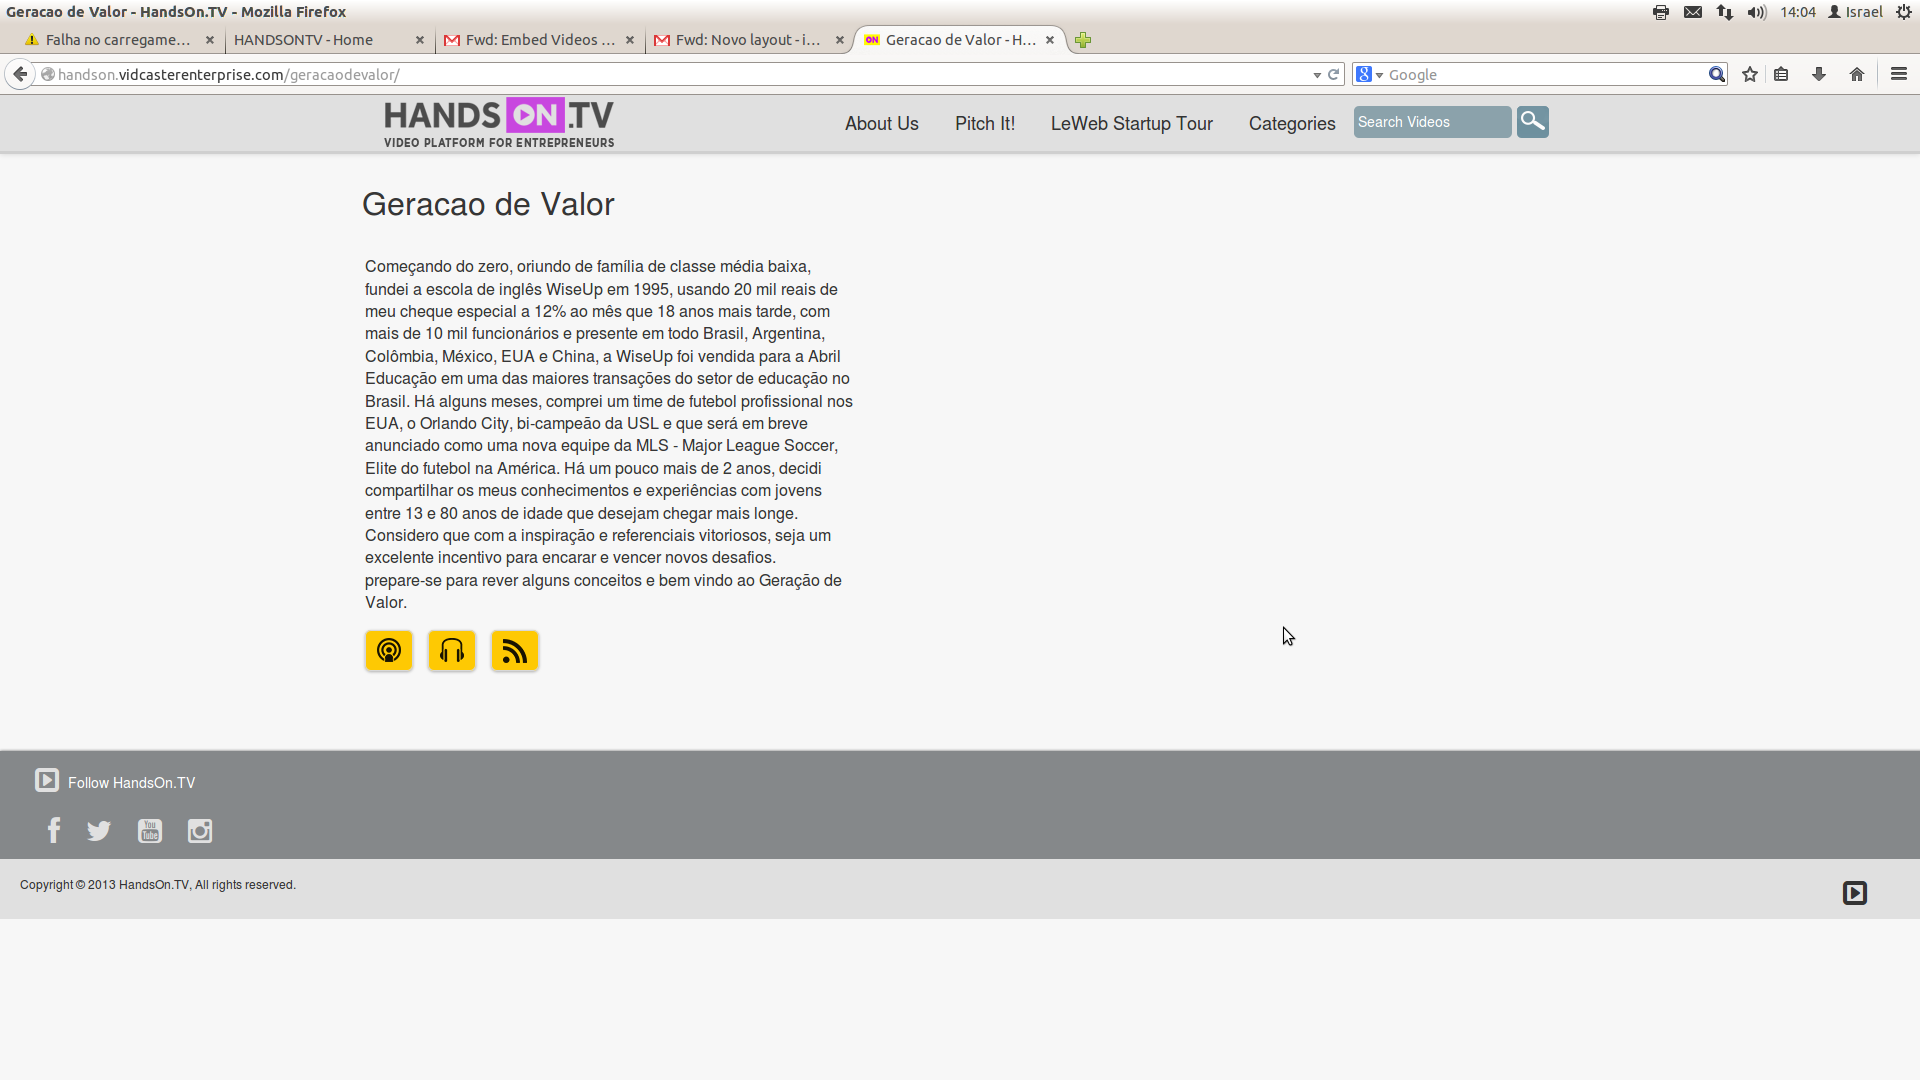 Geracao de Valor - HandsOn.TV - Mozilla Firefox
14:04 Israel
Falha no carregame...
HANDSONTV - Home
Fwd: Embed Videos ...
Fwd: Novo layout - i...
ON Geracao de Valor - H...
handson.vidcasterenterprise.com/geracaodevalor/
8 Google
HANDS ON.TV
VIDEO PLATFORM FOR ENTREPRENEURS
About Us
Pitch It!
LeWeb Startup Tour
Categories
Search Videos
Geracao de Valor
Começando do zero, oriundo de família de classe média baixa,
fundei a escola de inglês WiseUp em 1995, usando 20 mil reais de
meu cheque especial a 12% ao mês que 18 anos mais tarde, com
mais de 10 mil funcionários e presente em todo Brasil, Argentina,
Colômbia, México, EUA e China, a WiseUp foi vendida para a Abril
Educação em uma das maiores transações do setor de educação no
Brasil. Há alguns meses, comprei um time de futebol profissional nos
EUA, o Orlando City, bi-campeão da USL e que será em breve
anunciado como uma nova equipe da MLS - Major League Soccer,
Elite do futebol na América. Há um pouco mais de 2 anos, decidi
compartilhar os meus conhecimentos e experiências com jovens
entre 13 e 80 anos de idade que desejam chegar mais longe.
Considero que com a inspiração e referenciais vitoriosos, seja um
excelente incentivo para encarar e vencer novos desafios.
prepare-se para rever alguns conceitos e bem vindo ao Geração de
Valor.
Follow HandsOn.TV
You Tube
Copyright © 2013 HandsOn.TV, All rights reserved.